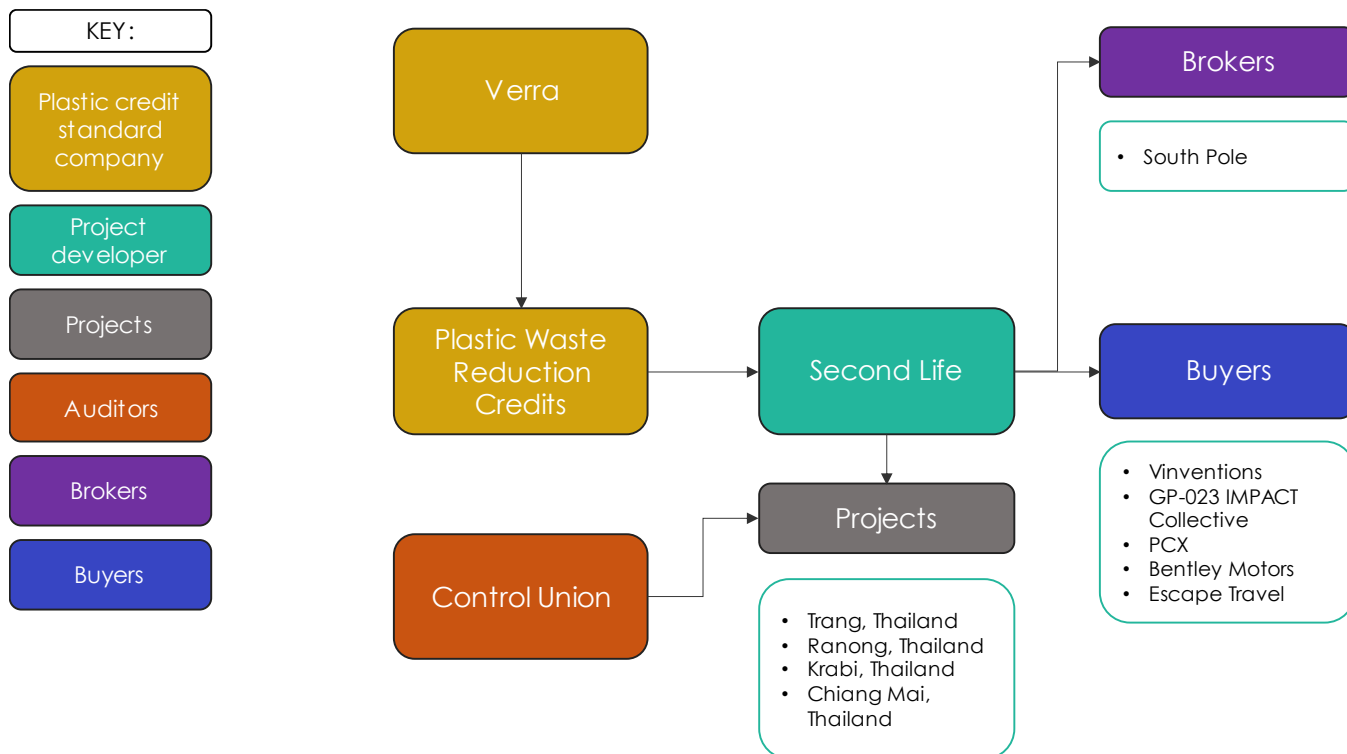 KEY:
Plastic credit
standard
company
Project
developer
Projects
Auditors
Brokers
Buyers
Verra
Plastic Waste
Reduction
Credits
Control Union
Second Life
Projects
• Trang, Thailand
• Ranong, Thailand
• Krabi, Thailand
• Chiang Mai,
Thailand
Brokers
• South Pole
Buyers
• Vinventions
• GP-023 IMPACT
Collective
• PCX
• Bentley Motors
• Escape Travel